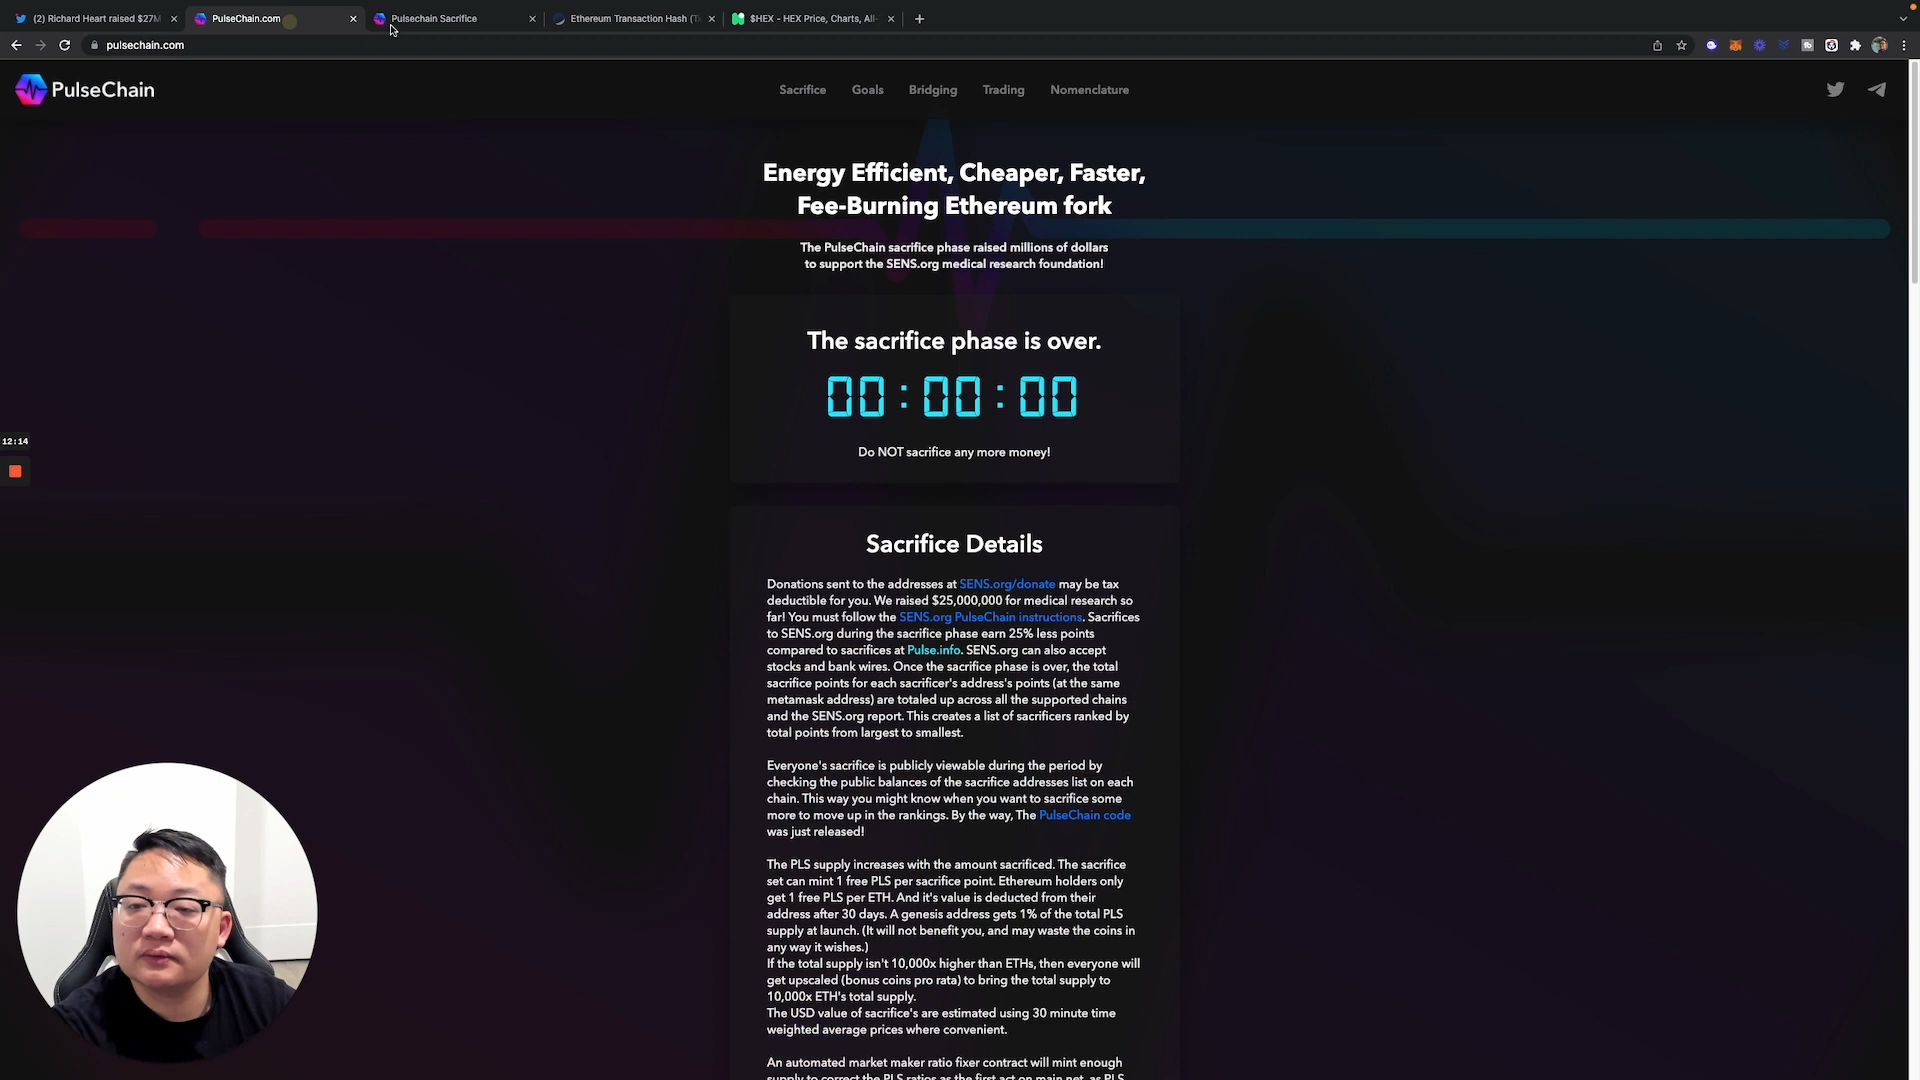 (2) Richard Heart raised $27M
PulseChain.com
Pulsechain Sacrifice
Ethereum Transaction Hash (T
$HEX - HEX Price, Charts, All-
pulsechain.com
PulseChain
Sacrifice
Goals
Bridging
Trading
Nomenclature
Energy Efficient, Cheaper, Faster,
Fee-Burning Ethereum fork
The PulseChain sacrifice phase raised millions of dollars
to support the SENS.org medical research foundation!
The sacrifice phase is over.
00:00:00
Do NOT sacrifice any more money!
12:14
Sacrifice Details
Donations sent to the addresses at SENS.org/donate may be tax
deductible for you. We raised $25,000,000 for medical research so
far! You must follow the SENS.org PulseChain instructions. Sacrifices
to SENS.org during the sacrifice phase earn 25% less points
compared to sacrifices at Pulse.info. SENS.org can also accept
stocks and bank wires. Once the sacrifice phase is over, the total
sacrifice points for each sacrificer's address's points (at the same
metamask address) are totaled up across all the supported chains
and the SENS.org report. This creates a list of sacrificers ranked by
total points from largest to smallest.
Everyone's sacrifice is publicly viewable during the period by
checking the public balances of the sacrifice addresses list on each
chain. This way you might know when you want to sacrifice some
more to move up in the rankings. By the way, The PulseChain code
was just released!
The PLS supply increases with the amount sacrificed. The sacrifice
set can mint 1 free PLS per sacrifice point. Ethereum holders only
get 1 free PLS per ETH. And it's value is deducted from their
address after 30 days. A genesis address gets 1% of the total PLS
supply at launch. (It will not benefit you, and may waste the coins in
any way it wishes.)
If the total supply isn't 10,000x higher than ETHs, then everyone will
get upscaled (bonus coins pro rata) to bring the total supply to
10,000x ETH's total supply.
The USD value of sacrifice's are estimated using 30 minute time
weighted average prices where convenient.
An automated market maker ratio fixer contract will mint enough
supply to correct the PLS ratios as the first act on main net, as PLS